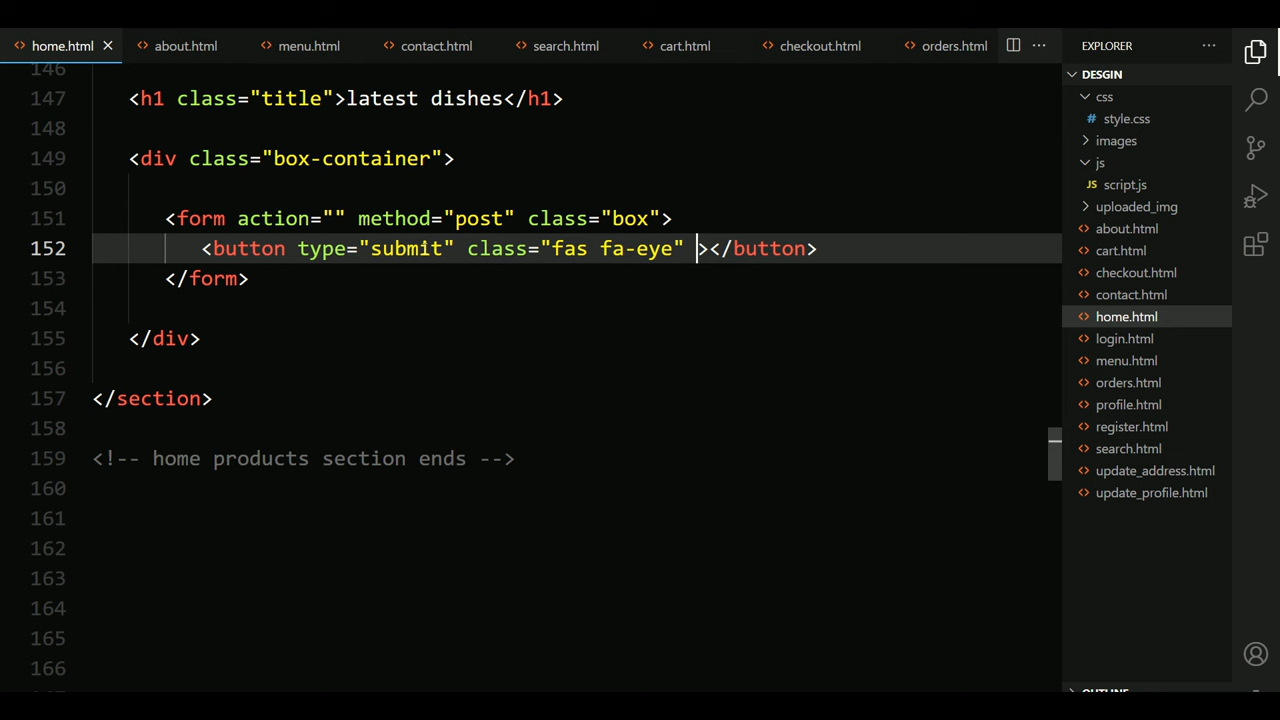 home.html
about.html
menu.html
contact.html
search.html
cart.html
checkout.html
orders.html
EXPLORER
DESGIN
css
# style.css
images
js
JS script.js
uploaded_img
about.html
cart.html
checkout.html
contact.html
home.html
login.html
menu.html
orders.html
profile.html
register.html
search.html
update_address.html
update_profile.html
OUTLINE
146
147 <h1 class="title">latest dishes</h1>
148
149 <div class="box-container">
150
151 <form action="" method="post" class="box">
152 <button type="submit" class="fas fa-eye" ></button>
153 </form>
154
155 </div>
156
157 </section>
158
159 <!-- home products section ends -->
160
161
162
163
164
165
166